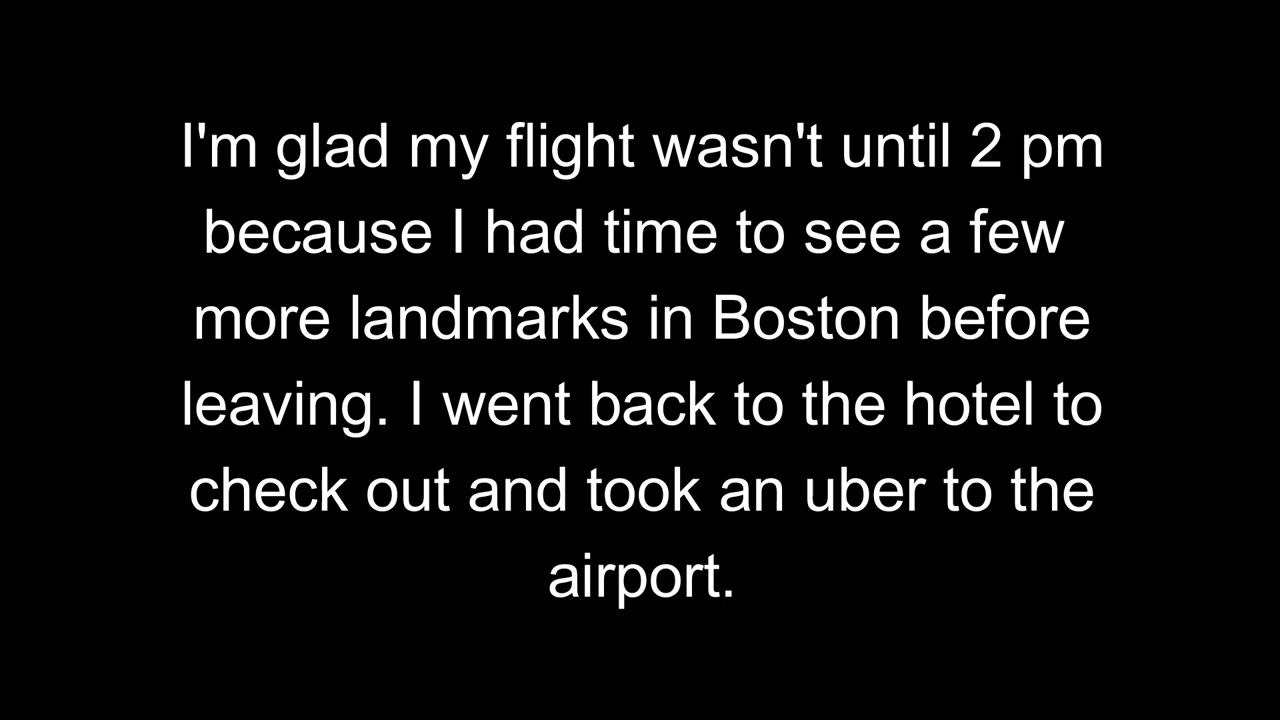 I'm glad my flight wasn't until 2 pm
because I had time to see a few
more landmarks in Boston before
leaving. I went back to the hotel to
check out and took an uber to the
airport.